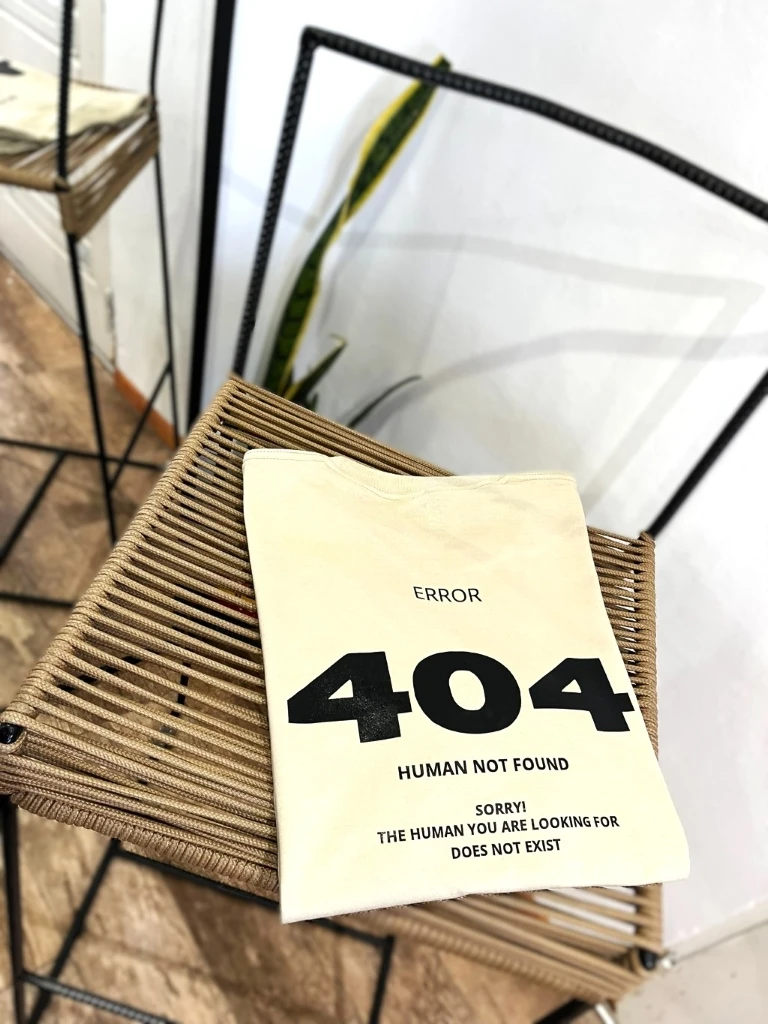 ERROR
404
HUMAN NOT FOUND
SORRY!
THE HUMAN YOU ARE LOOKING FOR
DOES NOT EXIST